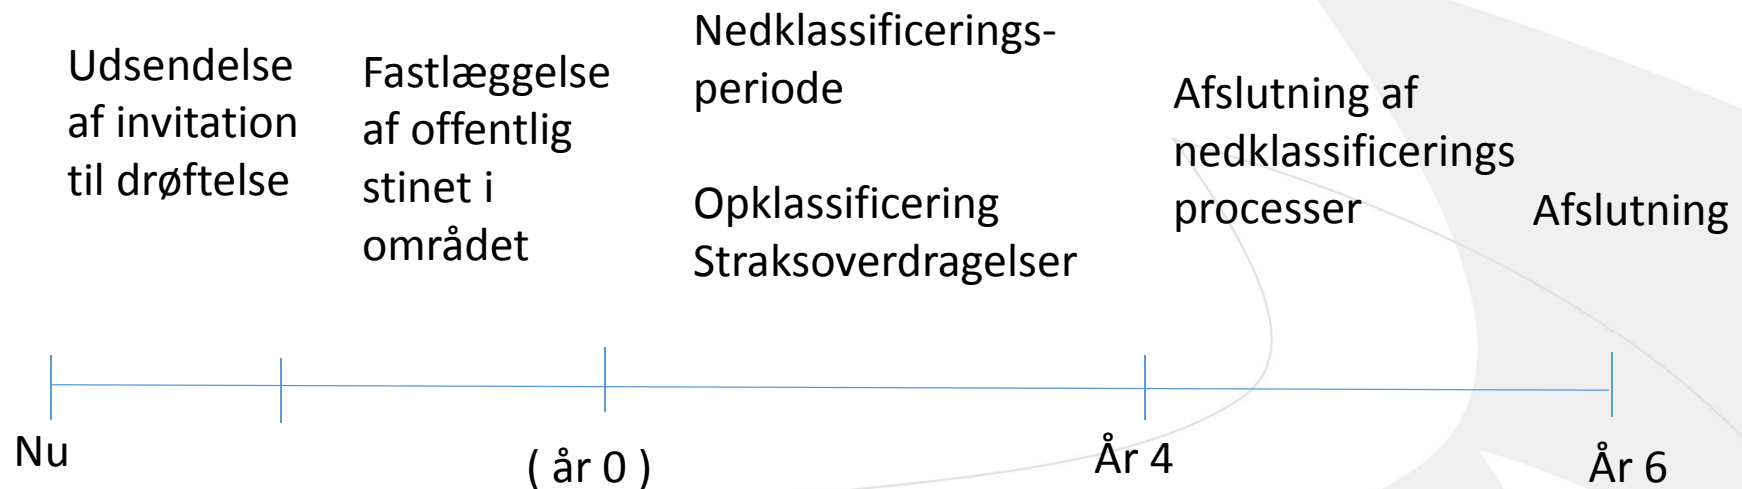 Udsendelse
af invitation
til drøftelse
Fastlæggelse
af offentlig
stinet i
området
Nedklassificerings-
periode
Opklassificering
Straksoverdragelser
Afslutning af
nedklassificerings
processer
Afslutning
Nu
( år 0 )
År 4
År 6